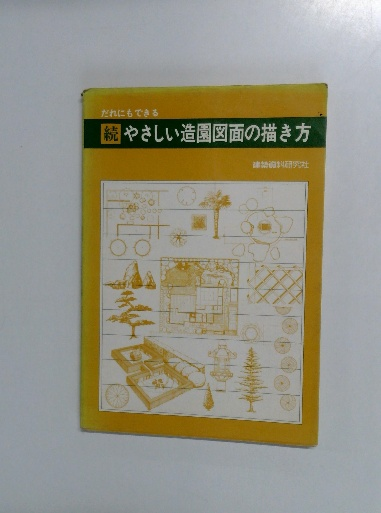 だれにもできる
続 やさしい造園図面の描き方
建築資料研究社